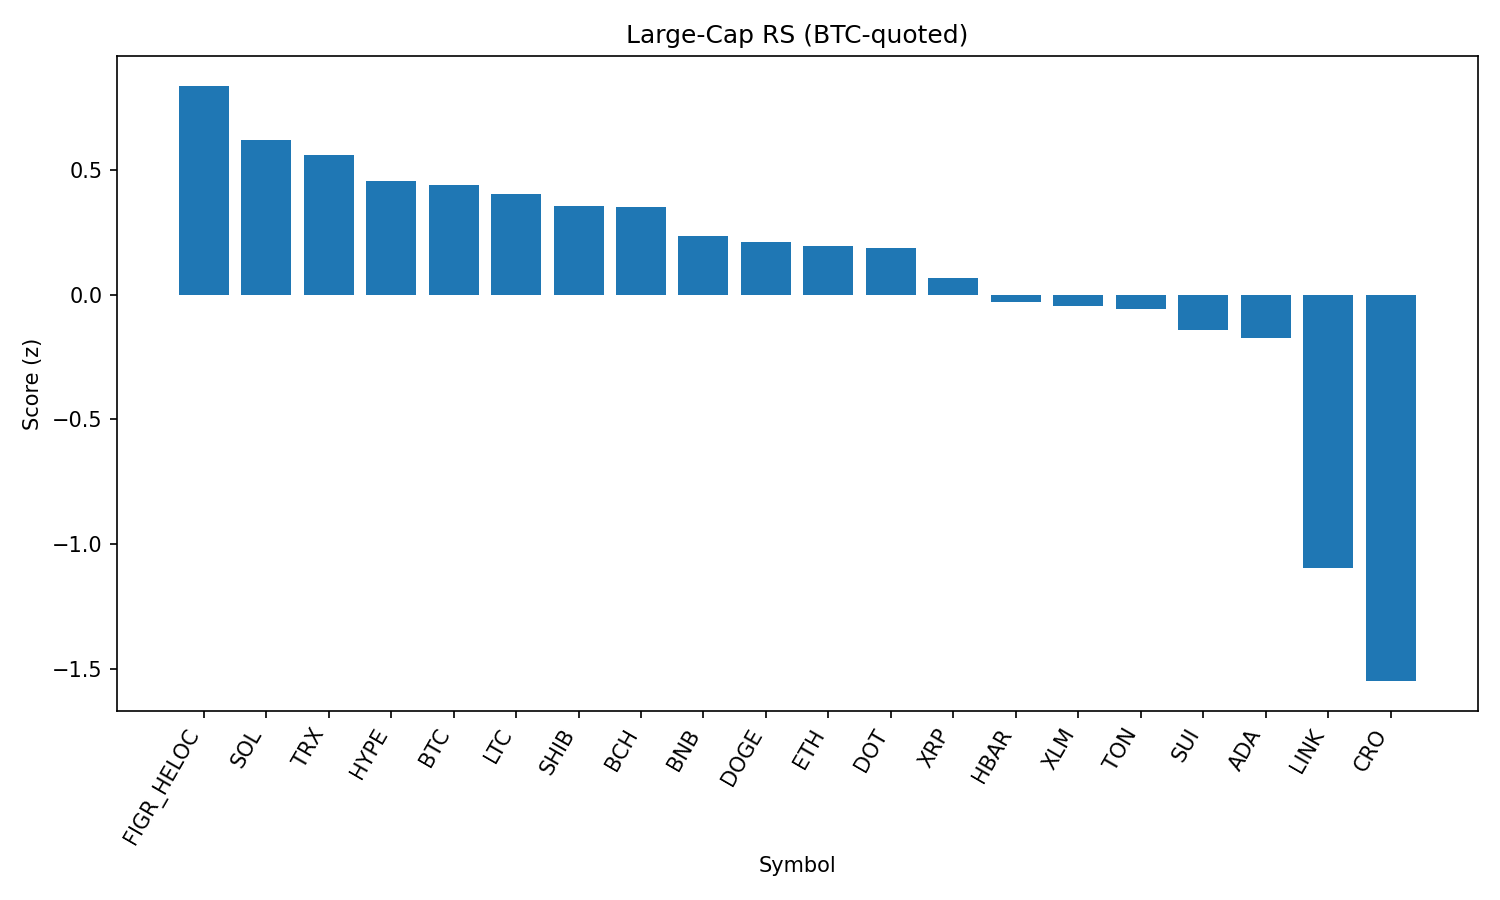 Large-Cap RS (BTC-quoted)
Score (z)
0.5
0.0
−0.5
−1.0
−1.5
FIGR_HELOC
SOL
TRX
HYPE
BTC
LTC
SHIB
BCH
BNB
DOGE
ETH
DOT
XRP
HBAR
XLM
TON
SUI
ADA
LINK
CRO
Symbol